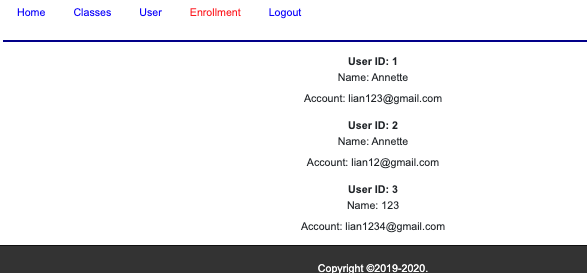 Home Classes User Enrollment Logout
User ID: 1
Name: Annette
Account: lian123@gmail.com
User ID: 2
Name: Annette
Account: lian12@gmail.com
User ID: 3
Name: 123
Account: lian1234@gmail.com
Copyright ©2019-2020.